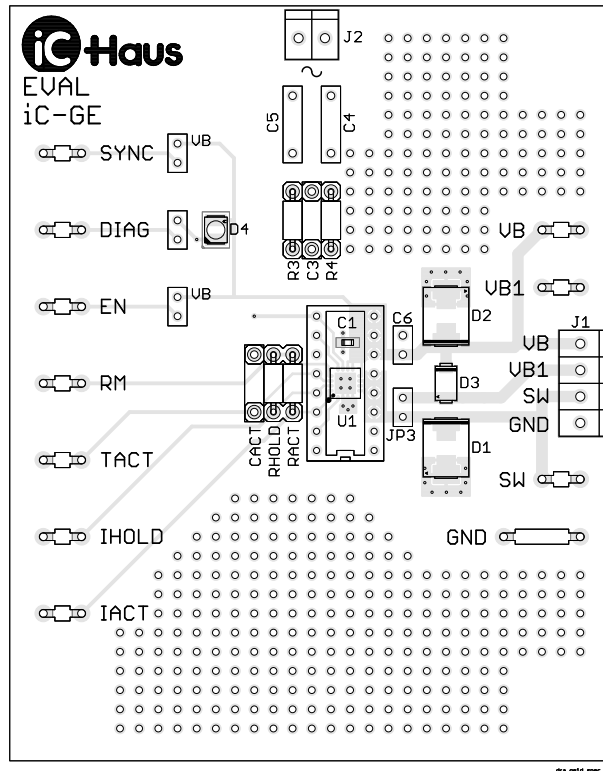 iC Haus
EVAL
iC-GE
J2
C5
C4
SYNC
VB
DIAG
D4
R3
C3
R4
VB
EN
VB
VB1
C1
C6
D2
J1
VB
RM
VB1
D3
SW
CACT
RHOLD
RACT
U1
JP3
GND
D1
TACT
SW
IHOLD
GND
IACT